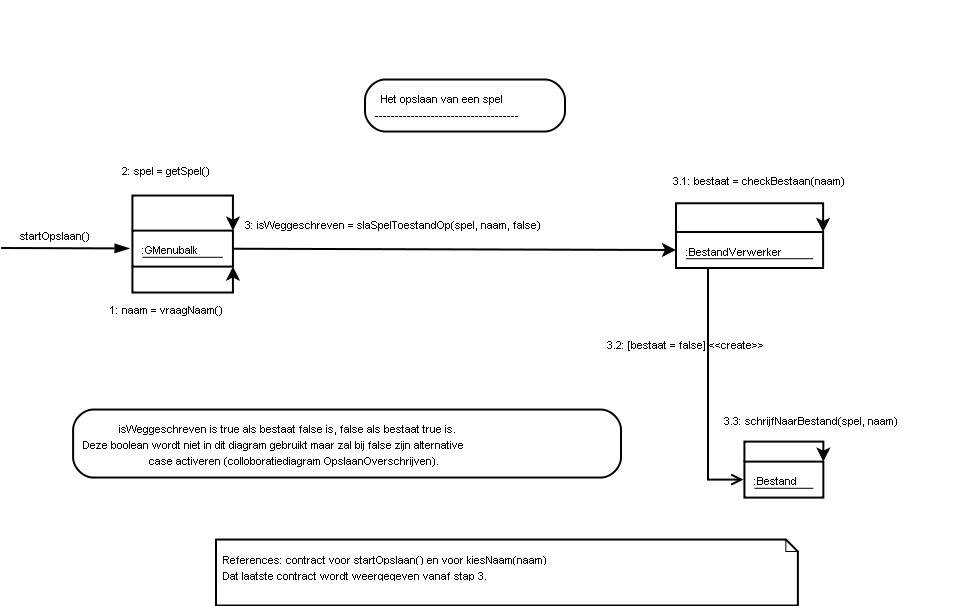 Het opslaan van een spel
------------------------------------
2: spel = getSpel()
3.1: bestaat = checkBestaan(naam)
startOpslaan()
3: isWeggeschreven = slaSpelToestandOp(spel, naam, false)
:GMenubalk
:BestandVerwerker
1: naam = vraagNaam()
3.2: [bestaat = false] <<create>>
isWeggeschreven is true als bestaat false is, false als bestaat true is.
Deze boolean wordt niet in dit diagram gebruikt maar zal bij false zijn alternative
case activeren (colloboratiediagram OpslaanOverschrijven).
3.3: schrijfNaarBestand(spel, naam)
:Bestand
References: contract voor startOpslaan() en voor kiesNaam(naam)
Dat laatste contract wordt weergegeven vanaf stap 3.